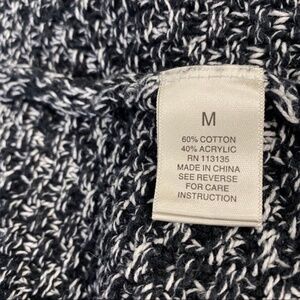 M
60% COTTON
40% ACRYLIC
RN 113135
MADE IN CHINA
SEE REVERSE
FOR CARE
INSTRUCTION